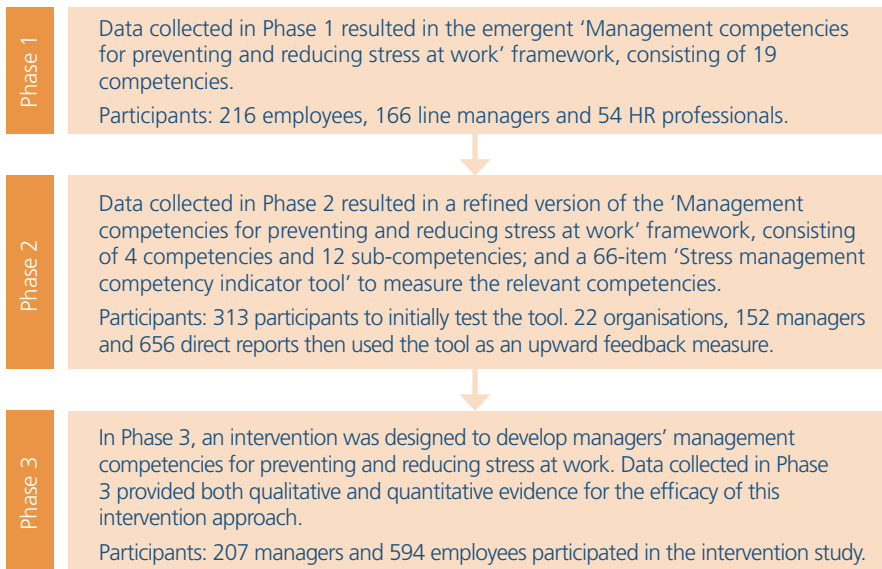 Phase 1
Data collected in Phase 1 resulted in the emergent ‘Management competencies
for preventing and reducing stress at work’ framework, consisting of 19
competencies.
Participants: 216 employees, 166 line managers and 54 HR professionals.
Phase 2
Data collected in Phase 2 resulted in a refined version of the ‘Management
competencies for preventing and reducing stress at work’ framework, consisting
of 4 competencies and 12 sub-competencies; and a 66-item ‘Stress management
competency indicator tool’ to measure the relevant competencies.
Participants: 313 participants to initially test the tool. 22 organisations, 152 managers
and 656 direct reports then used the tool as an upward feedback measure.
Phase 3
In Phase 3, an intervention was designed to develop managers’ management
competencies for preventing and reducing stress at work. Data collected in Phase
3 provided both qualitative and quantitative evidence for the efficacy of this
intervention approach.
Participants: 207 managers and 594 employees participated in the intervention study.